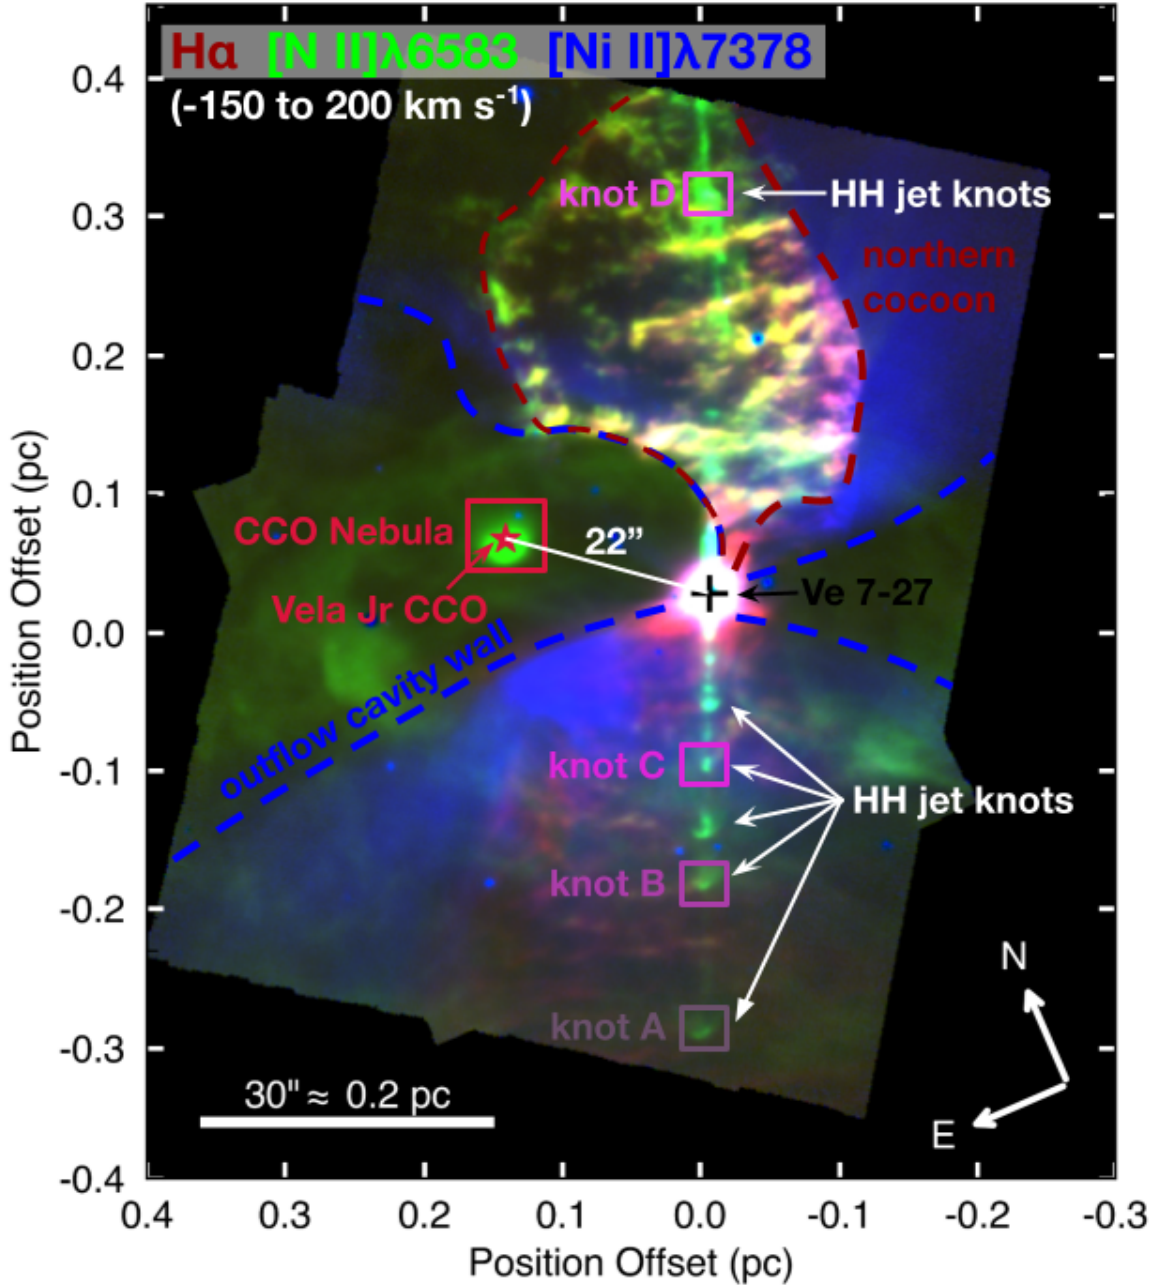 Hα [N II]λ6583 [Ni II]λ7378
(-150 to 200 km s⁻¹)
0.4
knot D
HH jet knots
0.3
northern
cocoon
0.2
0.1
CCO Nebula
22”
Vela Jr CCO
Ve 7-27
Position Offset (pc)
0.0
outflow cavity wall
-0.1
knot C
HH jet knots
knot B
-0.2
N
knot A
-0.3
30" ≈ 0.2 pc
E
-0.4
0.4 0.3 0.2 0.1 0.0 -0.1 -0.2 -0.3
Position Offset (pc)